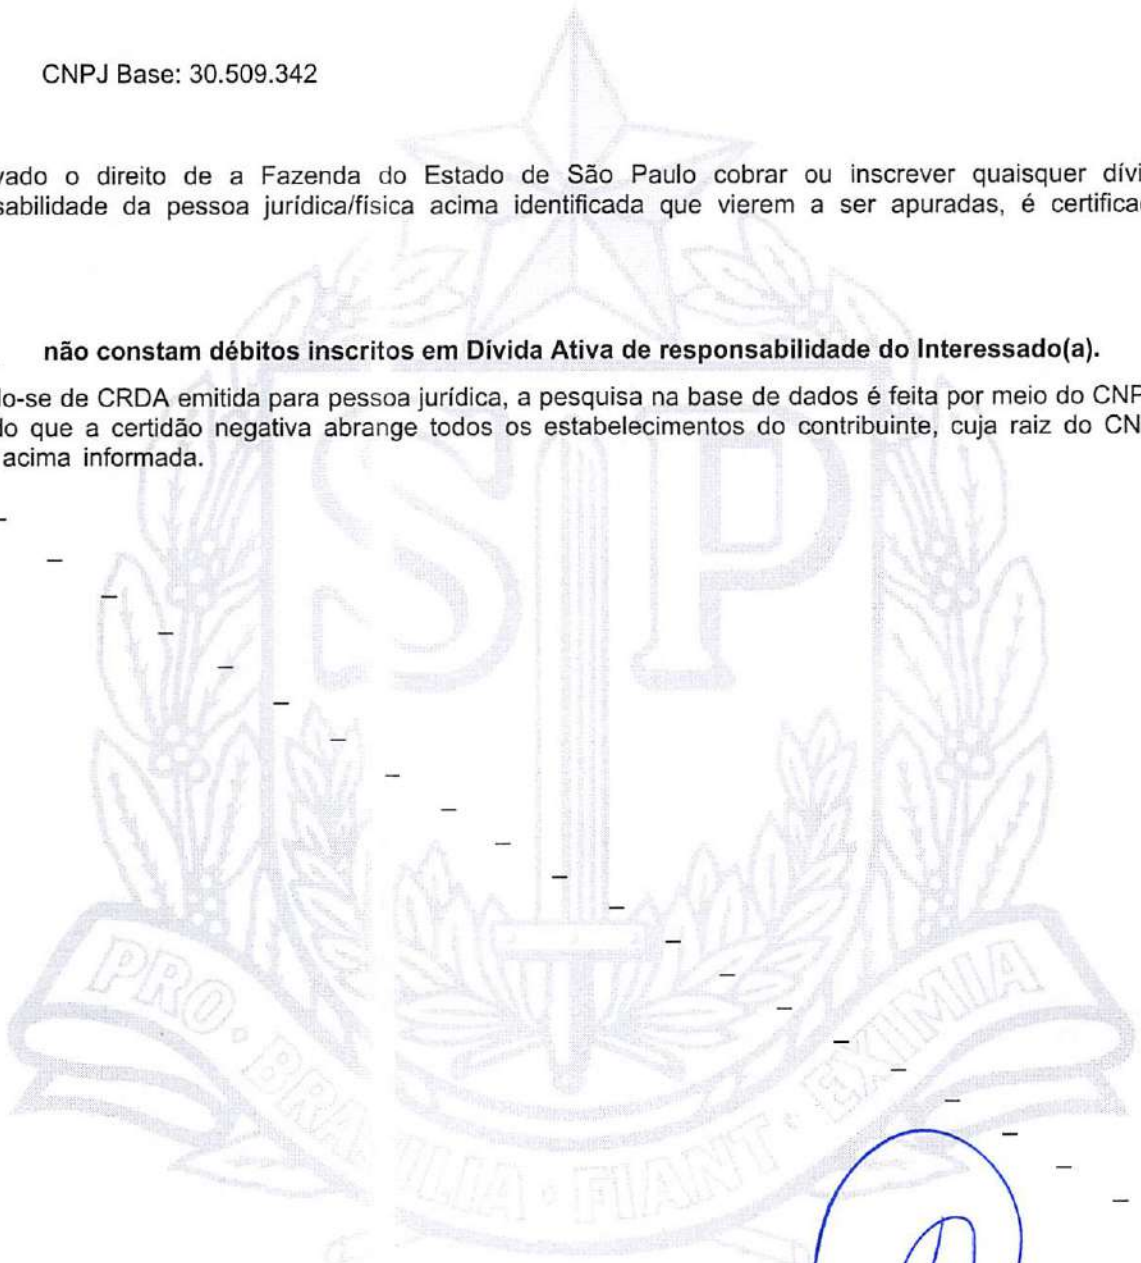 CNPJ Base: 30.509.342
vado o direito de a Fazenda do Estado de São Paulo cobrar ou inscrever quaisquer dívi
sabilidade da pessoa jurídica/física acima identificada que vierem a ser apuradas, é certifica
não constam débitos inscritos em Dívida Ativa de responsabilidade do Interessado(a).
lo-se de CRDA emitida para pessoa jurídica, a pesquisa na base de dados é feita por meio do CNP
lo que a certidão negativa abrange todos os estabelecimentos do contribuinte, cuja raiz do CN
acima informada.
SP
PRO • BRASILIA • FIANT • EXIMIA